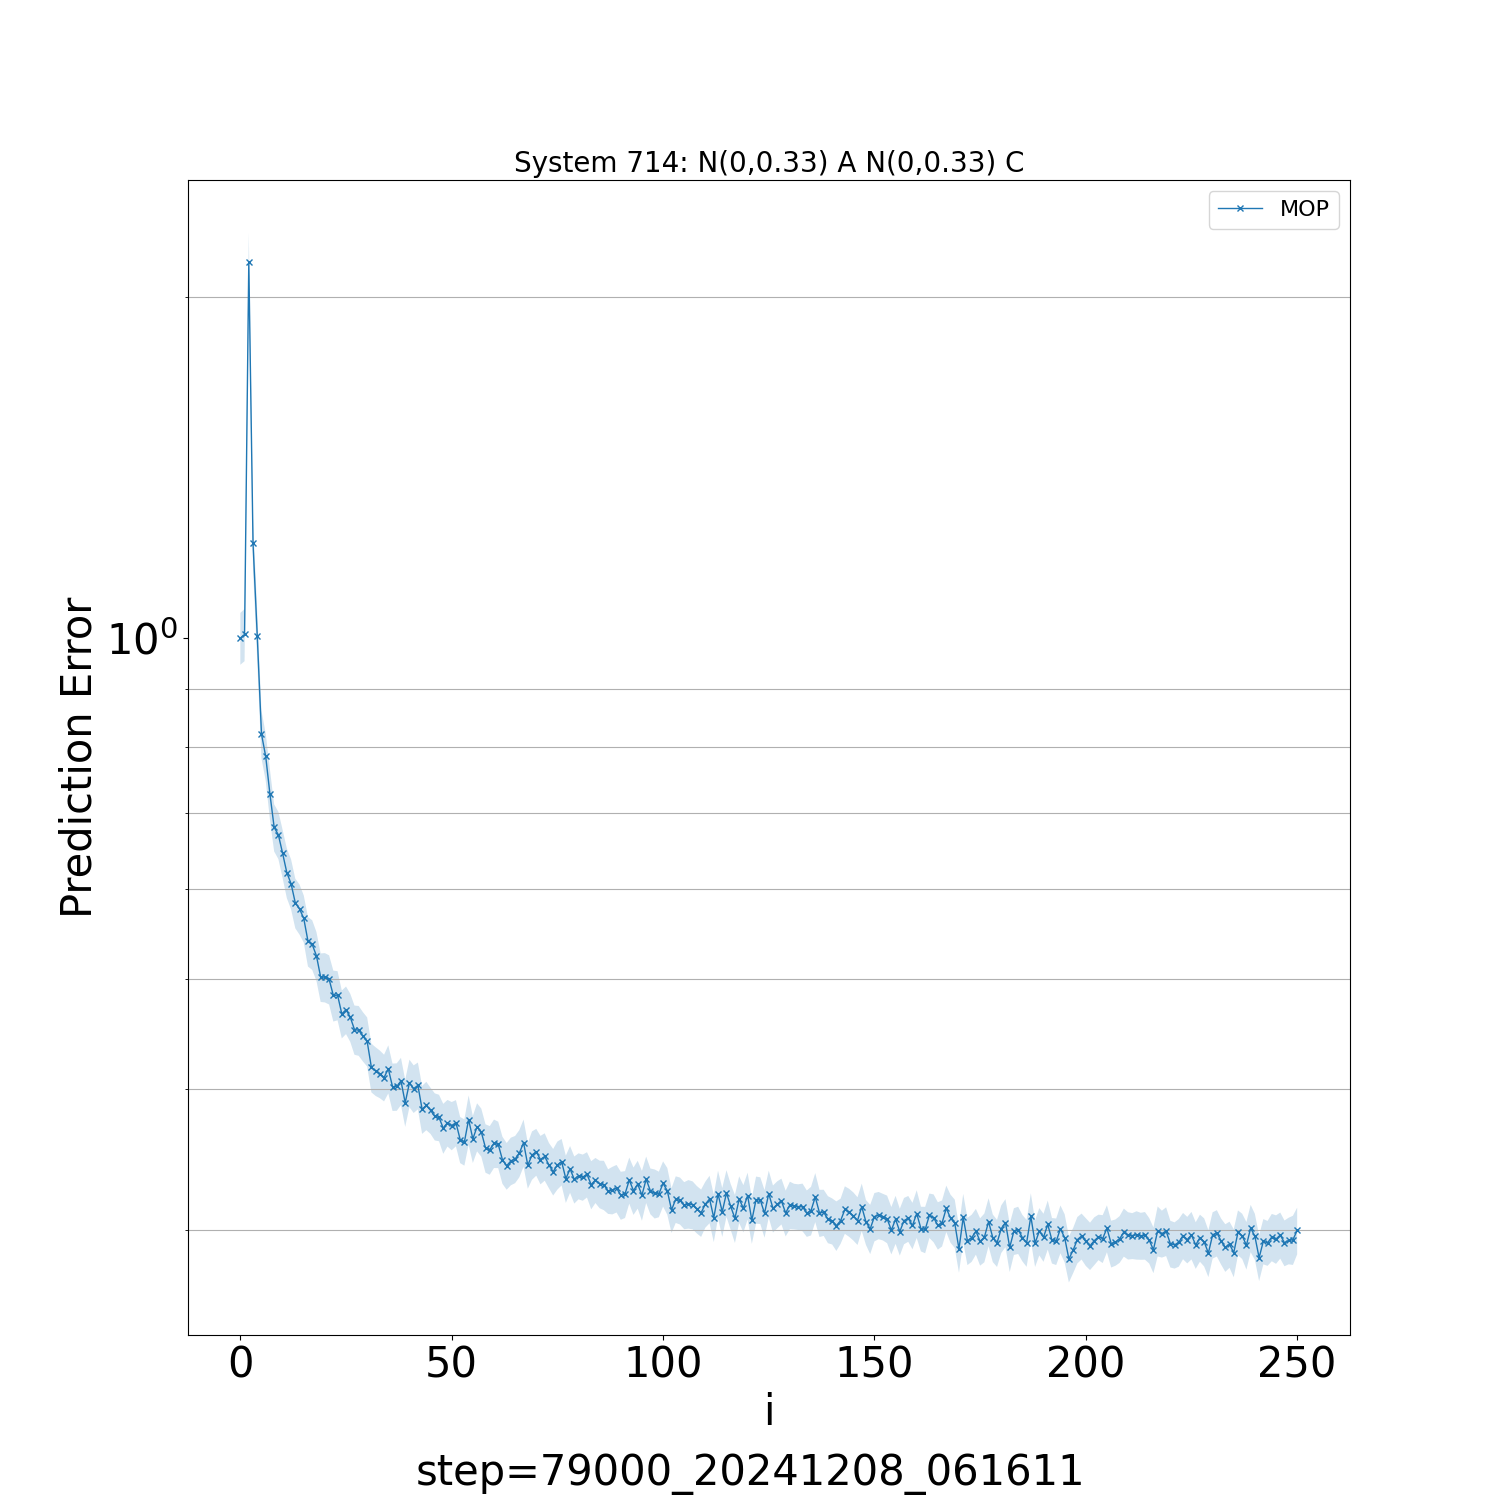 System 714: N(0,0.33) A N(0,0.33) C
MOP
Prediction Error
10⁰
0 50 100 150 200 250
i
step=79000_20241208_061611